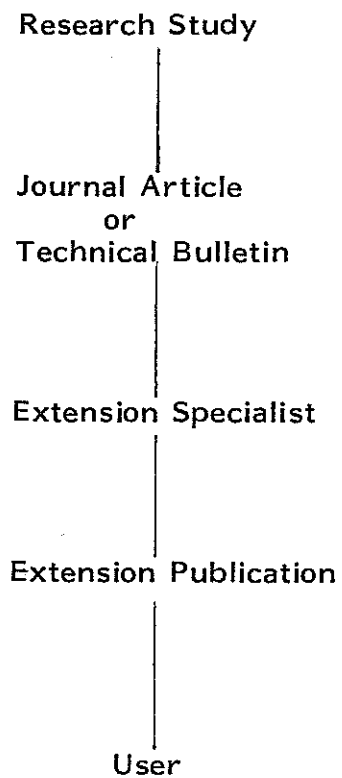 Research Study
Journal Article
or
Technical Bulletin
Extension Specialist
Extension Publication
User